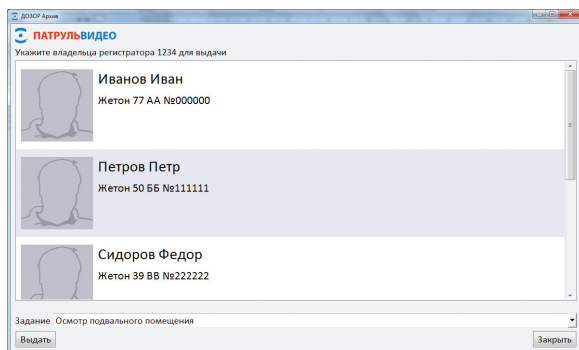 ДОЗОР Архив
ПАТРУЛЬВИДЕО
Укажите владельца регистратора 1234 для выдачи
Иванов Иван
Жетон 77 АА №000000
Петров Петр
Жетон 50 ББ №111111
Сидоров Федор
Жетон 39 ВВ №222222
Задание Осмотр подвального помещения
Выдать Закрыть